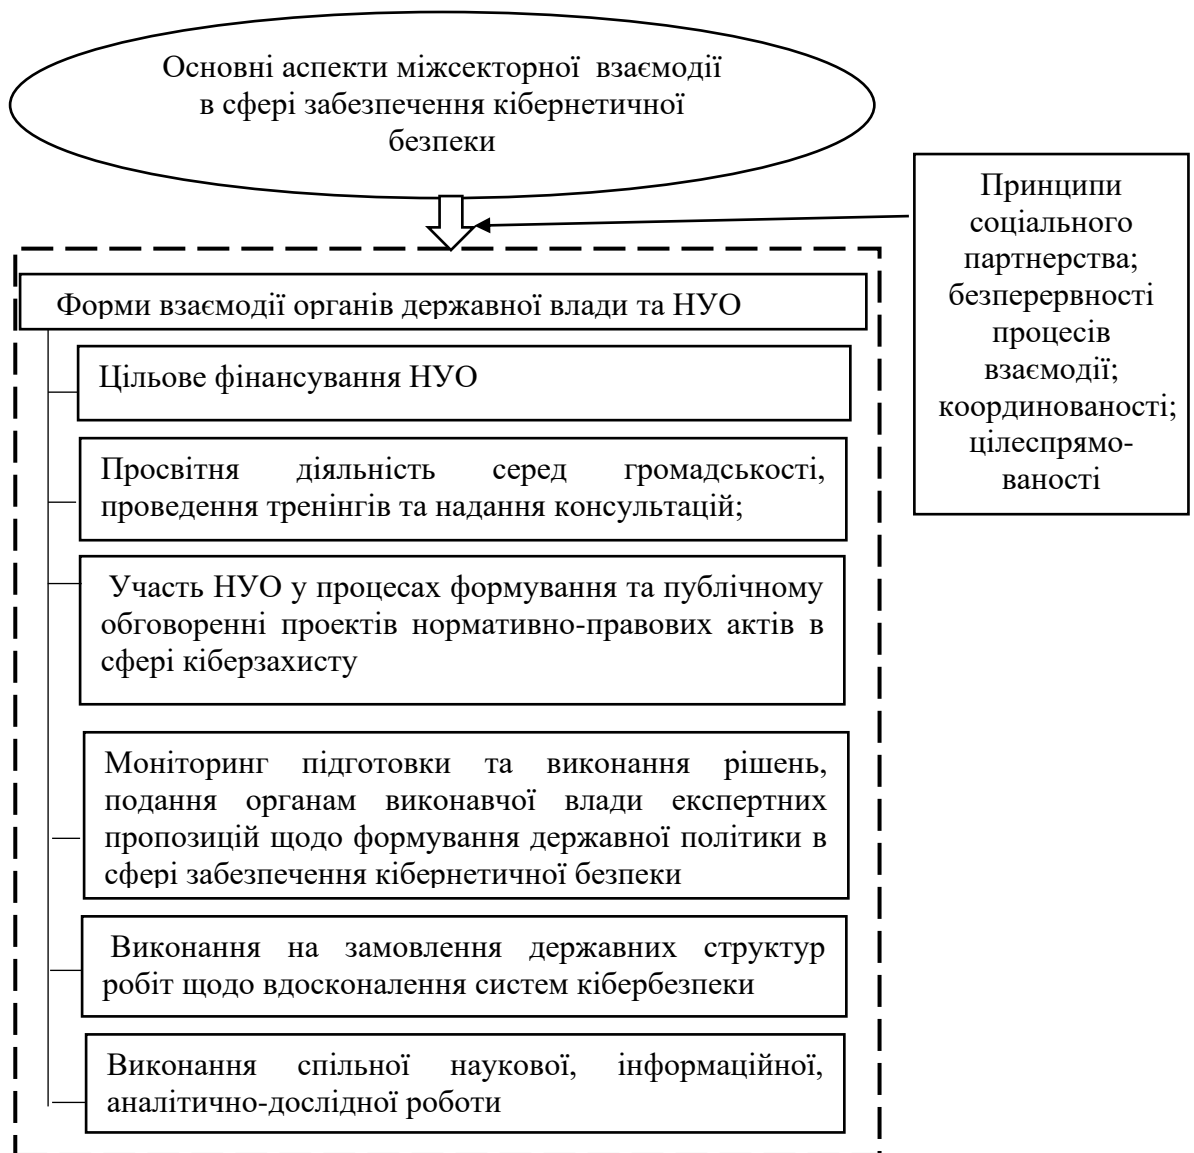 Основні аспекти міжсекторної взаємодії
в сфері забезпечення кібернетичної
безпеки
Принципи
соціального
партнерства;
безперервності
процесів
взаємодії;
координованості;
цілеспрямо-
ваності
Форми взаємодії органів державної влади та НУО
Цільове фінансування НУО
Просвітня діяльність серед громадськості,
проведення тренінгів та надання консультацій;
Участь НУО у процесах формування та публічному
обговоренні проектів нормативно-правових актів в
сфері кіберзахисту
Моніторинг підготовки та виконання рішень,
подання органам виконавчої влади експертних
пропозицій щодо формування державної політики в
сфері забезпечення кібернетичної безпеки
Виконання на замовлення державних структур
робіт щодо вдосконалення систем кібербезпеки
Виконання спільної наукової, інформаційної,
аналітично-дослідної роботи